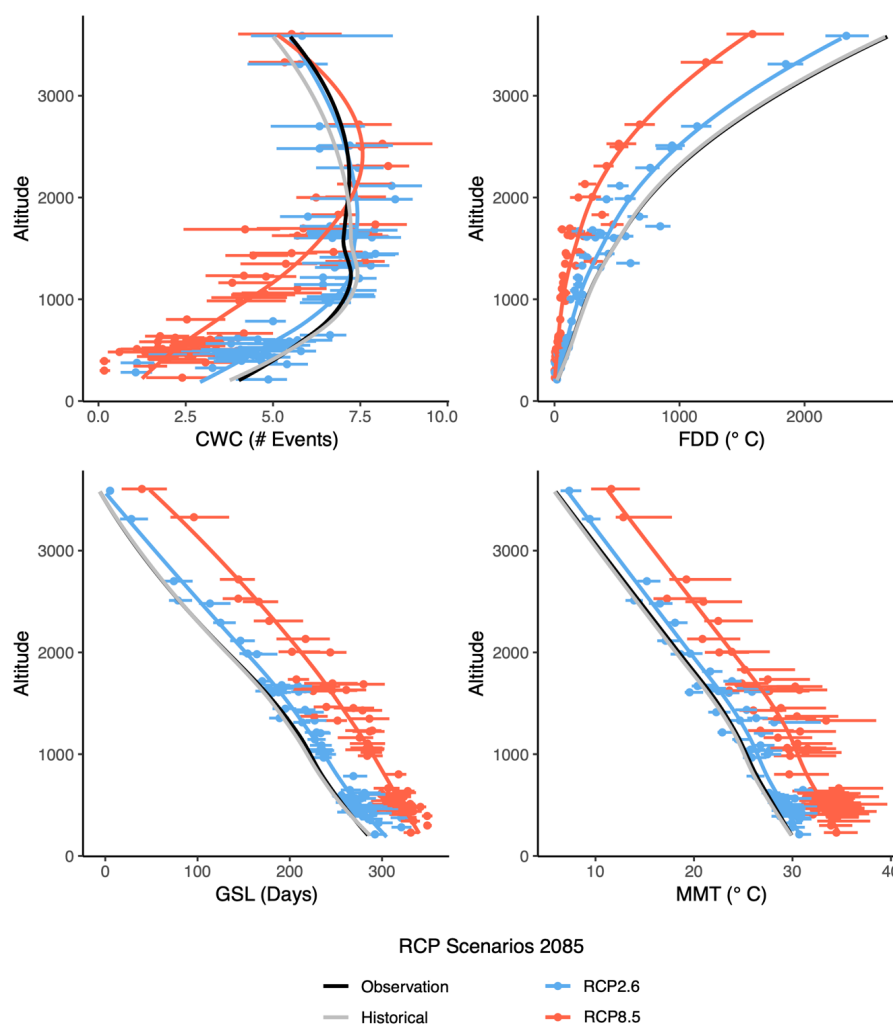 3000
2000
1000
0
Altitude
0.0 2.5 5.0 7.5 10.0
CWC (# Events)
3000
2000
1000
0
Altitude
0 1000 2000
FDD (° C)
3000
2000
1000
0
Altitude
0 100 200 300
GSL (Days)
3000
2000
1000
0
Altitude
10 20 30 40
MMT (° C)
RCP Scenarios 2085
Observation
RCP2.6
Historical
RCP8.5